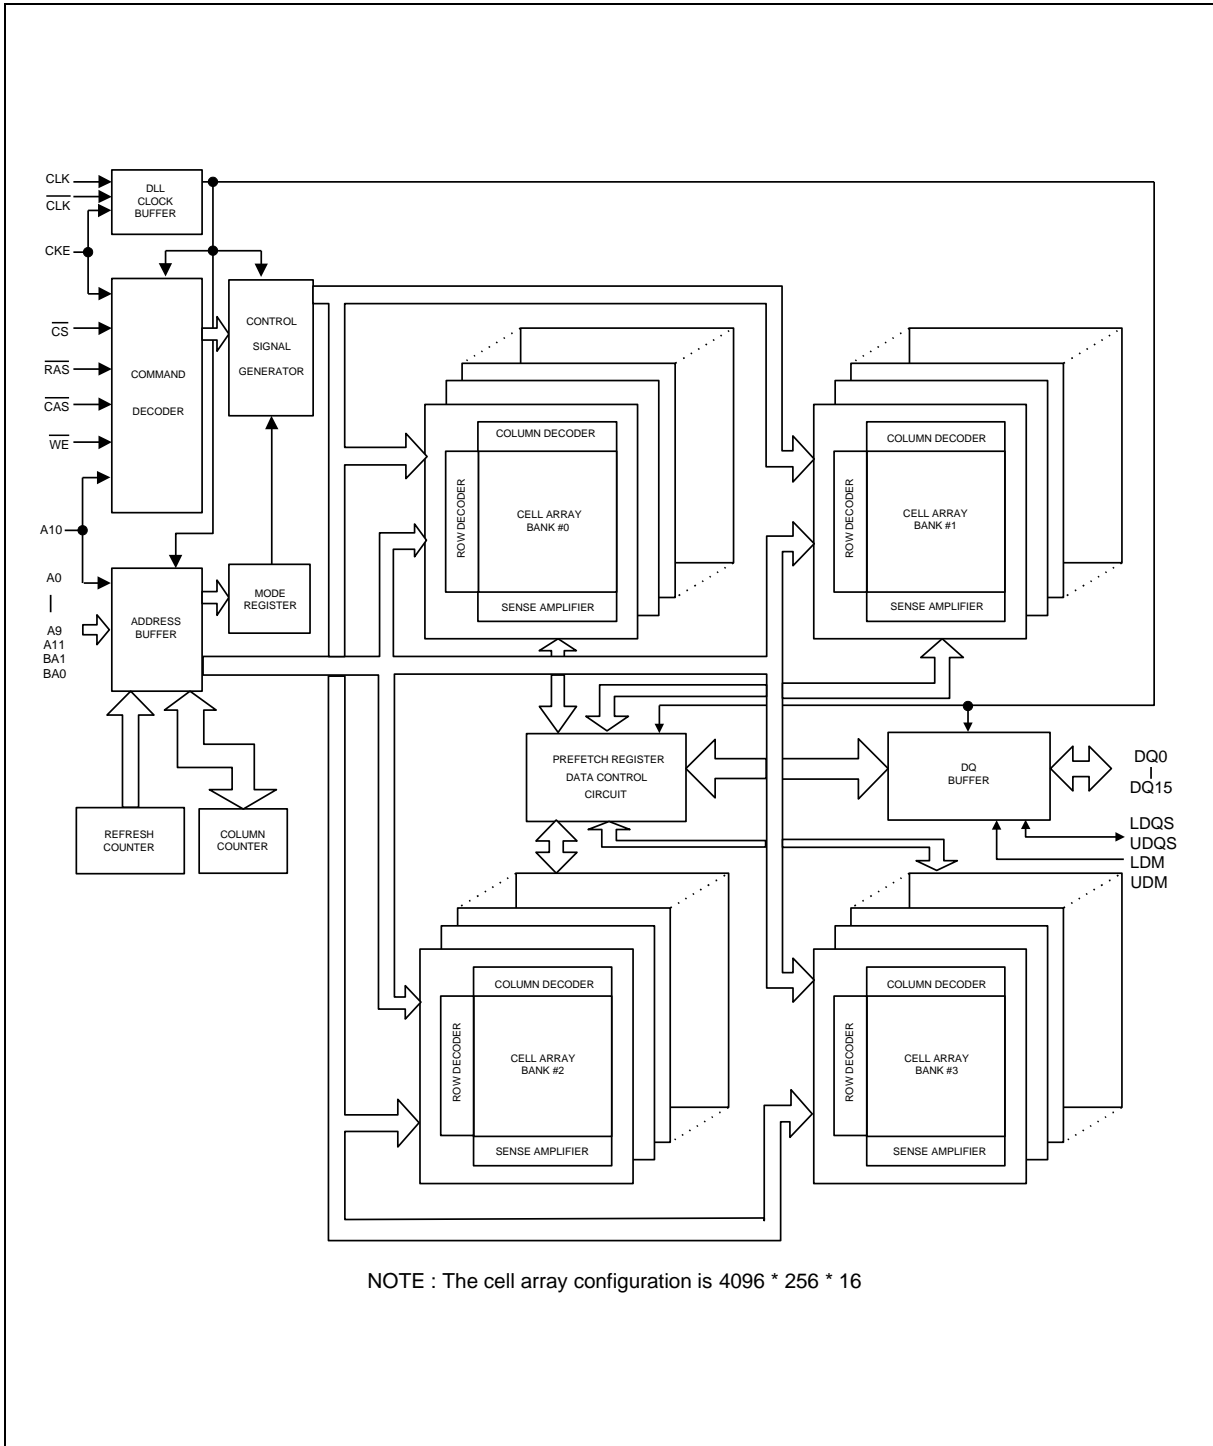 CLK
CLK
CKE
CS
RAS
CAS
WE
A10
A0
A9
A11
BA1
BA0
DLL
CLOCK
BUFFER
COMMAND
DECODER
CONTROL
SIGNAL
GENERATOR
ADDRESS
BUFFER
MODE
REGISTER
REFRESH
COUNTER
COLUMN
COUNTER
COLUMN DECODER
ROW DECODER
CELL ARRAY
BANK #0
SENSE AMPLIFIER
COLUMN DECODER
ROW DECODER
CELL ARRAY
BANK #1
SENSE AMPLIFIER
PREFETCH REGISTER
DATA CONTROL
CIRCUIT
DQ
BUFFER
DQ0
DQ15
LDQS
UDQS
LDM
UDM
COLUMN DECODER
ROW DECODER
CELL ARRAY
BANK #2
SENSE AMPLIFIER
COLUMN DECODER
ROW DECODER
CELL ARRAY
BANK #3
SENSE AMPLIFIER
NOTE : The cell array configuration is 4096 * 256 * 16